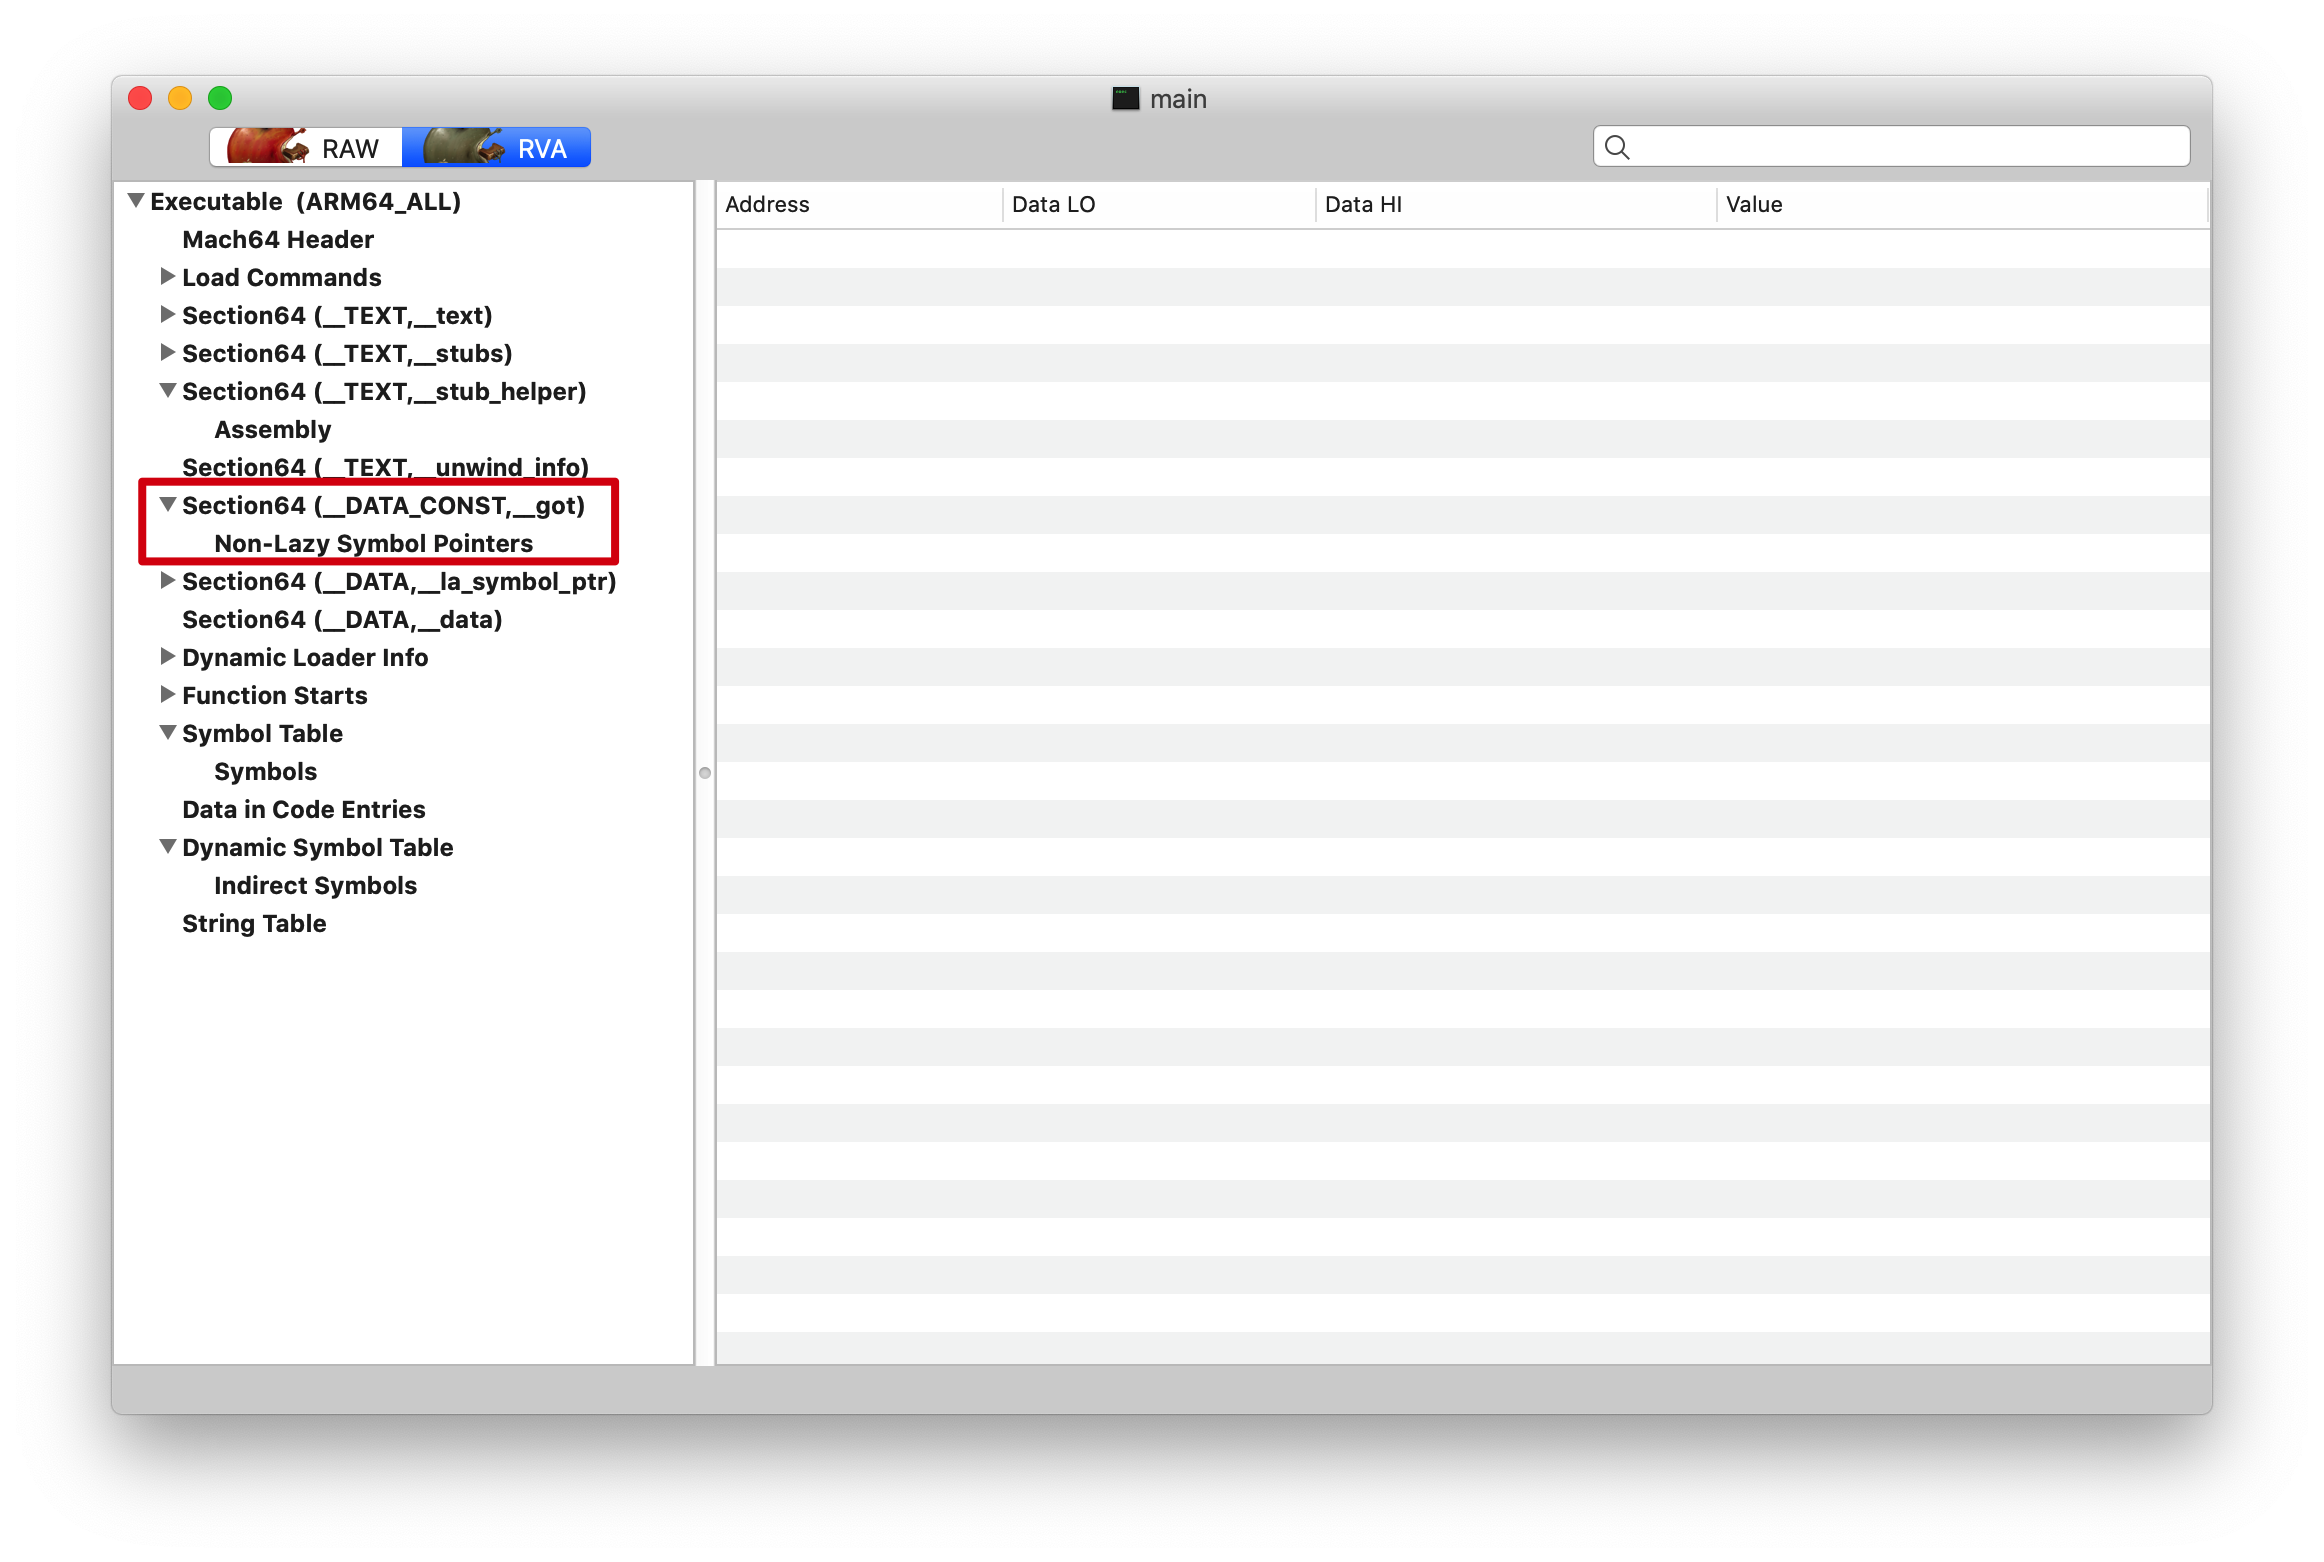 main
RAW RVA
Address Data LO Data HI Value
Executable (ARM64_ALL)
Mach64 Header
Load Commands
Section64 (__TEXT,__text)
Section64 (__TEXT,__stubs)
Section64 (__TEXT,__stub_helper)
Assembly
Section64 (__TEXT,__unwind_info)
Section64 (__DATA_CONST,__got)
Non-Lazy Symbol Pointers
Section64 (__DATA,__la_symbol_ptr)
Section64 (__DATA,__data)
Dynamic Loader Info
Function Starts
Symbol Table
Symbols
Data in Code Entries
Dynamic Symbol Table
Indirect Symbols
String Table